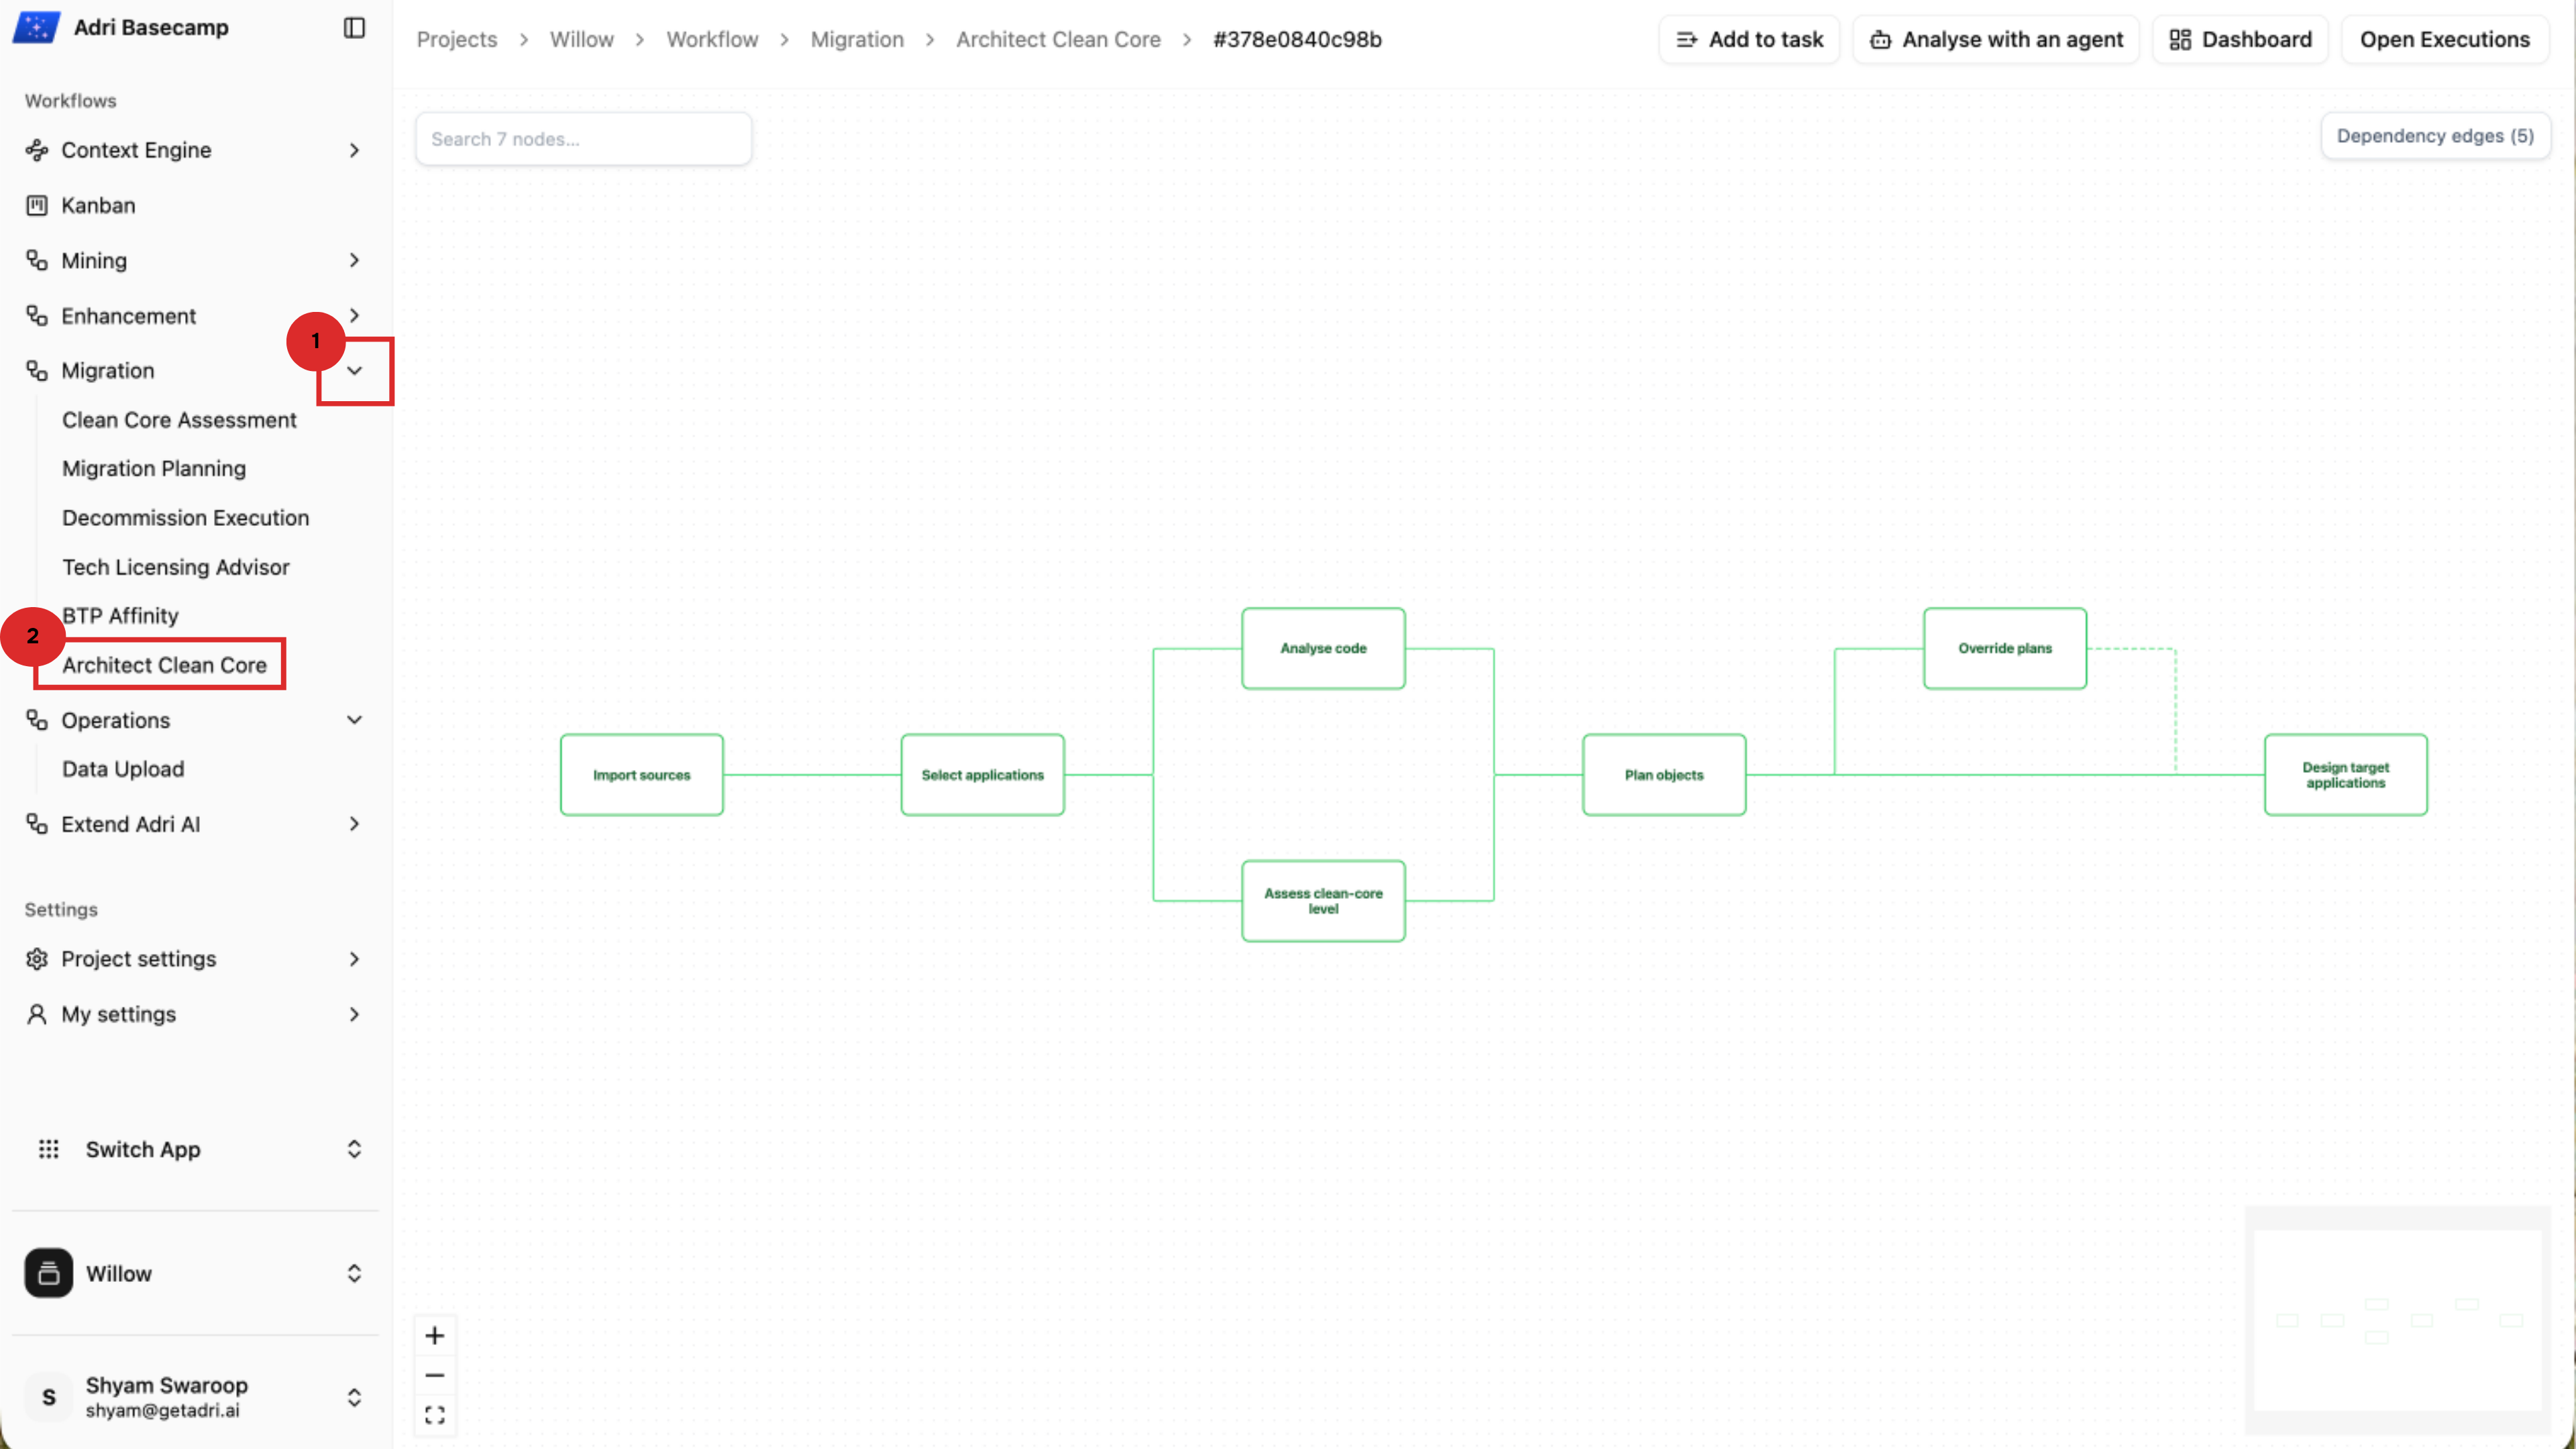 Adri Basecamp
Projects > Willow > Workflow > Migration > Architect Clean Core > #378e0840c98b
Add to task
Analyse with an agent
Dashboard
Open Executions
Workflows
Context Engine
Kanban
Mining
Enhancement
1
Migration
Clean Core Assessment
Migration Planning
Decommission Execution
Tech Licensing Advisor
BTP Affinity
2
Architect Clean Core
Operations
Data Upload
Extend Adri AI
Settings
Project settings
My settings
Switch App
Willow
S
Shyam Swaroop
shyam@getadri.ai
Search 7 nodes...
Dependency edges (5)
Import sources
Select applications
Analyse code
Assess clean-core
level
Plan objects
Override plans
Design target
applications